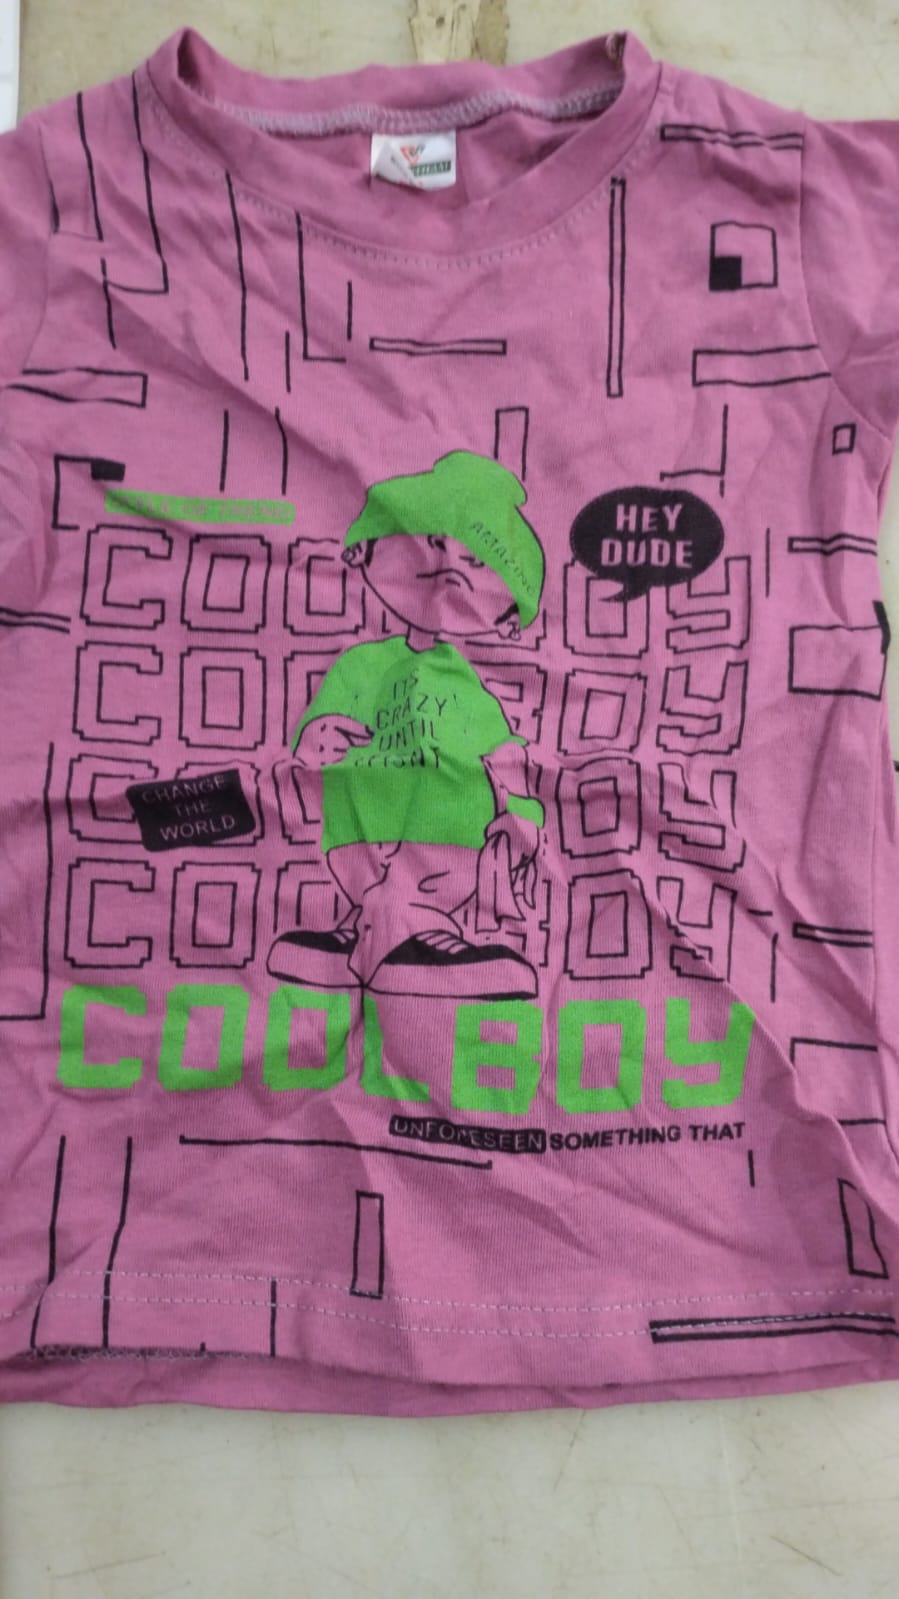 AMAZING
HEY
DUDE
COOL BOY
COOL BOY
ITS
CRAZY
UNTIL
COOL BOY
CHANGE
THE
WORLD
COOL BOY
COOL BOY
UNFORESEEN SOMETHING THAT